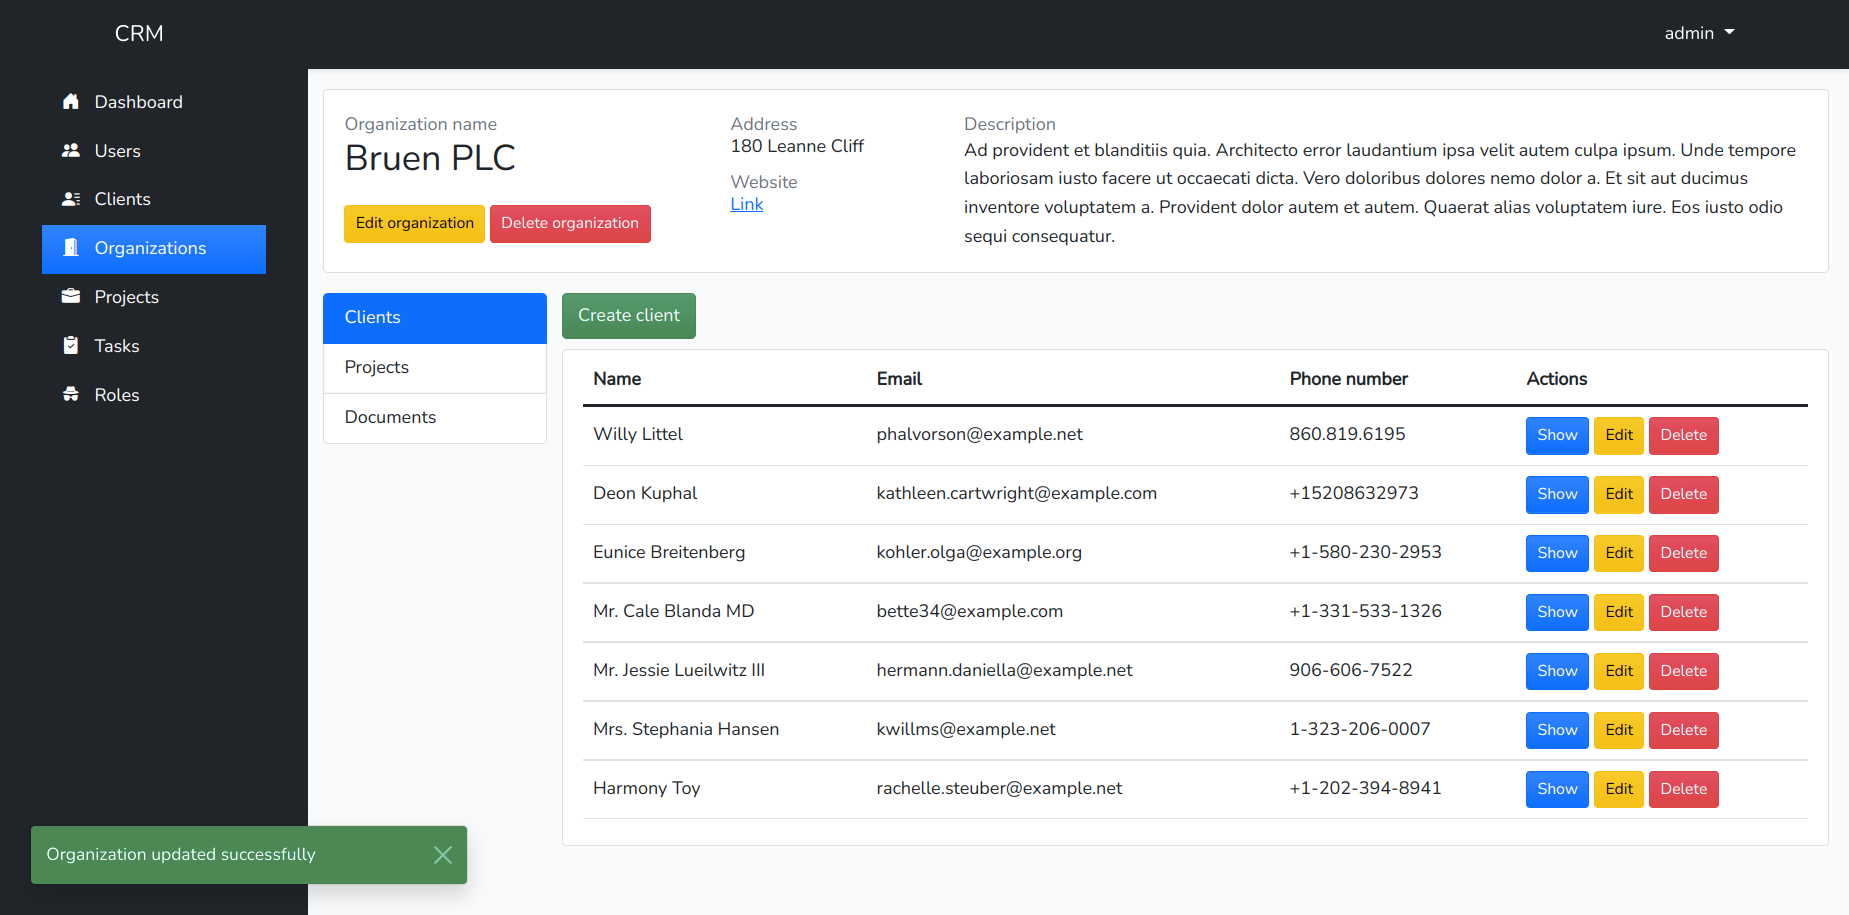 CRM
admin
Dashboard
Users
Clients
Organizations
Projects
Tasks
Roles
Organization name
Bruen PLC
Edit organization Delete organization
Address
180 Leanne Cliff
Website
Link
Description
Ad provident et blanditiis quia. Architecto error laudantium ipsa velit autem culpa ipsum. Unde tempore
laboriosam iusto facere ut occaecati dicta. Vero doloribus dolores nemo dolor a. Et sit aut ducimus
inventore voluptatem a. Provident dolor autem et autem. Quaerat alias voluptatem iure. Eos iusto odio
sequi consequatur.
Clients
Projects
Documents
Create client
Name Email Phone number Actions
Willy Littel phalvorson@example.net 860.819.6195 Show Edit Delete
Deon Kuphal kathleen.cartwright@example.com +15208632973 Show Edit Delete
Eunice Breitenberg kohler.olga@example.org +1-580-230-2953 Show Edit Delete
Mr. Cale Blanda MD bette34@example.com +1-331-533-1326 Show Edit Delete
Mr. Jessie Lueilwitz III hermann.daniella@example.net 906-606-7522 Show Edit Delete
Mrs. Stephania Hansen kwillms@example.net 1-323-206-0007 Show Edit Delete
Harmony Toy rachelle.steuber@example.net +1-202-394-8941 Show Edit Delete
Organization updated successfully